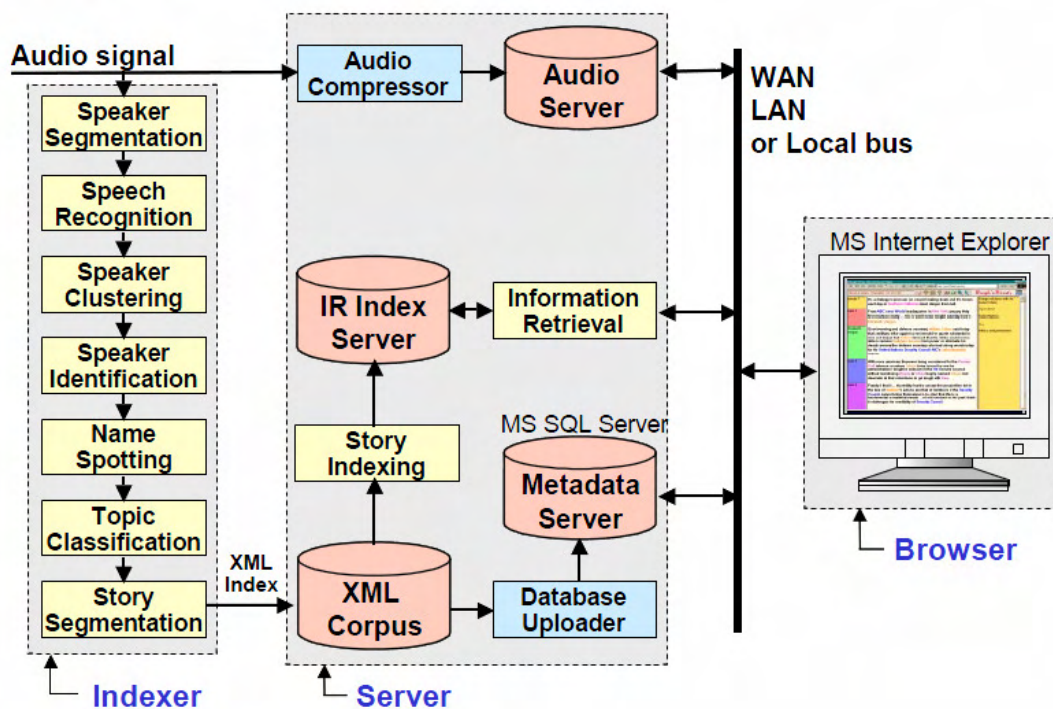 Audio signal
Audio
Compressor
Audio
Server
WAN
LAN
or Local bus
Speaker
Segmentation
Speech
Recognition
Speaker
Clustering
Speaker
Identification
Name
Spotting
Topic
Classification
Story
Segmentation
XML
Index
Indexer
IR Index
Server
Information
Retrieval
Story
Indexing
MS SQL Server
Metadata
Server
XML
Corpus
Database
Uploader
Server
MS Internet Explorer
Browser